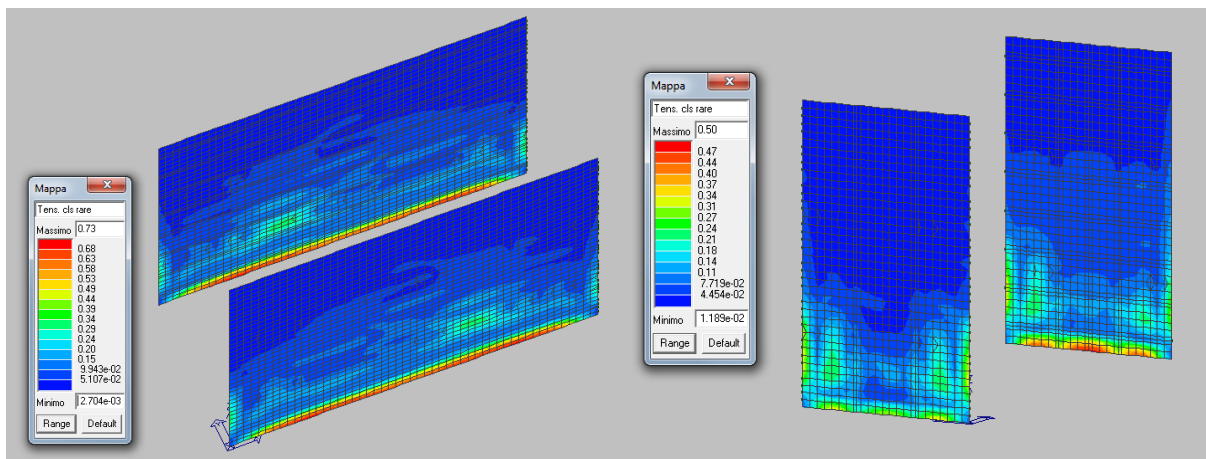 Mappa
Tens. cls rare
Massimo 0.73
0.68
0.63
0.58
0.53
0.49
0.44
0.39
0.34
0.29
0.24
0.20
0.15
9.943e-02
5.107e-02
Minimo 2.704e-03
Range Default
Mappa
Tens. cls rare
Massimo 0.50
0.47
0.44
0.40
0.37
0.34
0.31
0.27
0.24
0.21
0.18
0.14
0.11
7.719e-02
4.454e-02
Minimo 1.189e-02
Range Default